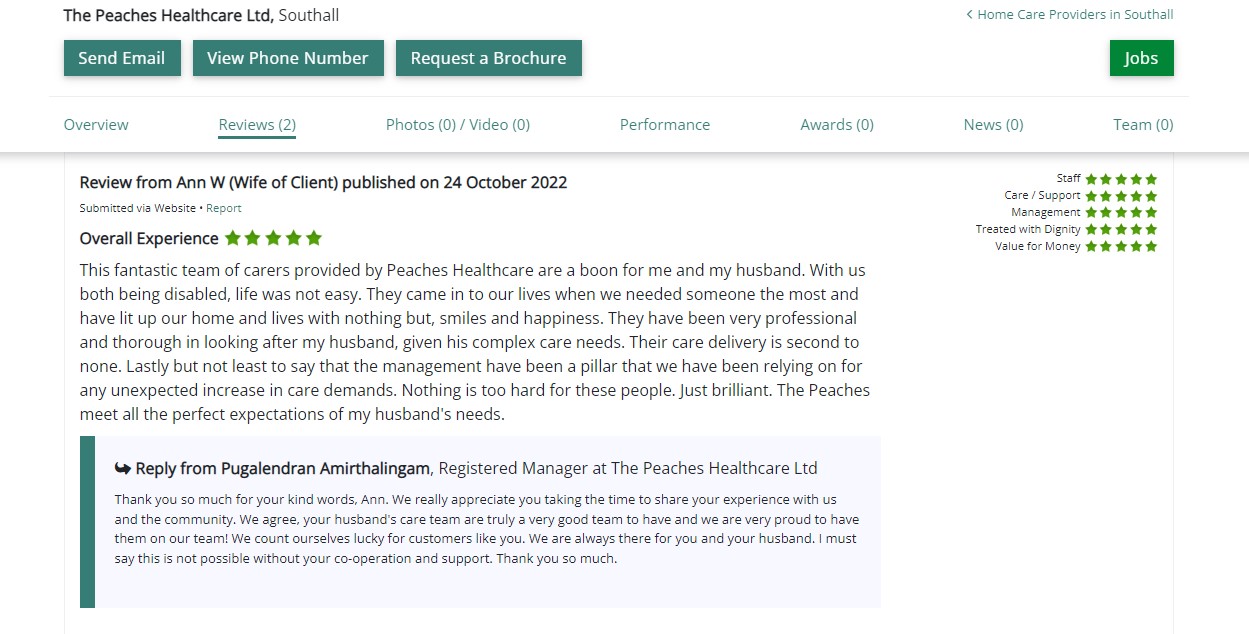 The Peaches Healthcare Ltd, Southall
Home Care Providers in Southall
Send Email
View Phone Number
Request a Brochure
Jobs
Overview
Reviews (2)
Photos (0) / Video (0)
Performance
Awards (0)
News (0)
Team (0)
Review from Ann W (Wife of Client) published on 24 October 2022
Submitted via Website • Report
Overall Experience
Staff
Care / Support
Management
Treated with Dignity
Value for Money
This fantastic team of carers provided by Peaches Healthcare are a boon for me and my husband. With us
both being disabled, life was not easy. They came in to our lives when we needed someone the most and
have lit up our home and lives with nothing but, smiles and happiness. They have been very professional
and thorough in looking after my husband, given his complex care needs. Their care delivery is second to
none. Lastly but not least to say that the management have been a pillar that we have been relying on for
any unexpected increase in care demands. Nothing is too hard for these people. Just brilliant. The Peaches
meet all the perfect expectations of my husband's needs.
Reply from Pugalendran Amirthalingam, Registered Manager at The Peaches Healthcare Ltd
Thank you so much for your kind words, Ann. We really appreciate you taking the time to share your experience with us
and the community. We agree, your husband's care team are truly a very good team to have and we are very proud to have
them on our team! We count ourselves lucky for customers like you. We are always there for you and your husband. I must
say this is not possible without your co-operation and support. Thank you so much.